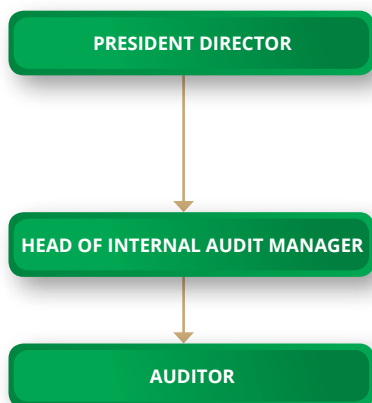 PRESIDENT DIRECTOR
HEAD OF INTERNAL AUDIT MANAGER
AUDITOR